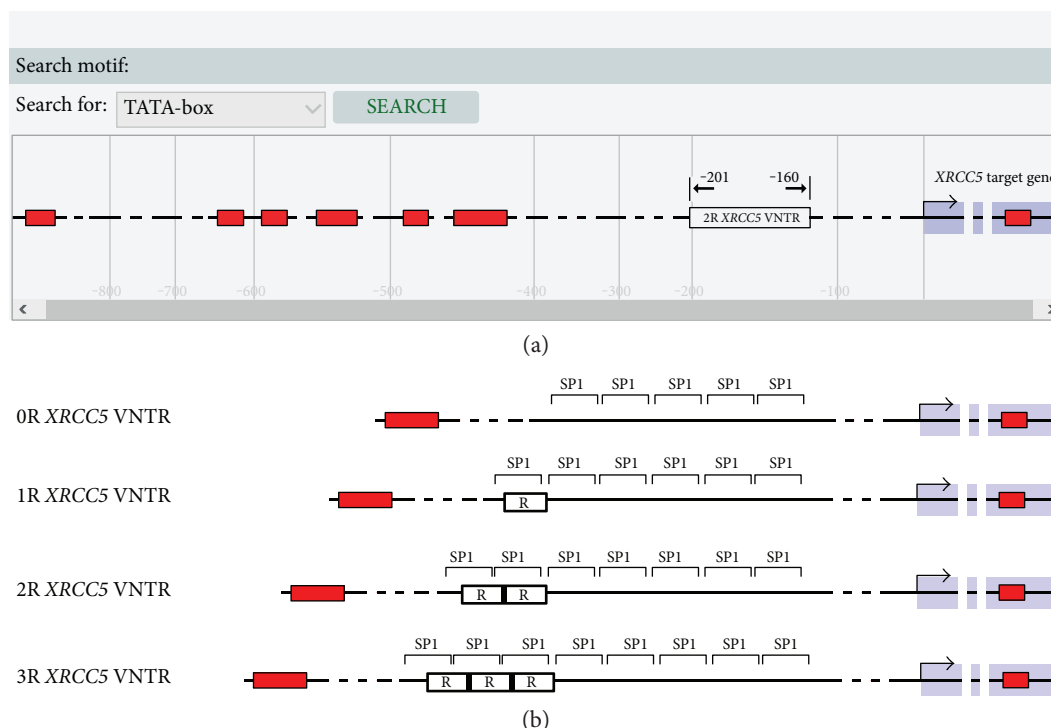 Search motif:
Search for: TATA-box SEARCH
-201 -160 XRCC5 target gene
2R XRCC5 VNTR
-800 -700 -600 -500 -400 -300 -200 -100
(a)
SP1 SP1 SP1 SP1 SP1
0R XRCC5 VNTR
SP1 SP1 SP1 SP1 SP1 SP1
1R XRCC5 VNTR
R
SP1 SP1 SP1 SP1 SP1 SP1 SP1
2R XRCC5 VNTR
R R
SP1 SP1 SP1 SP1 SP1 SP1 SP1 SP1
3R XRCC5 VNTR
R R R
(b)